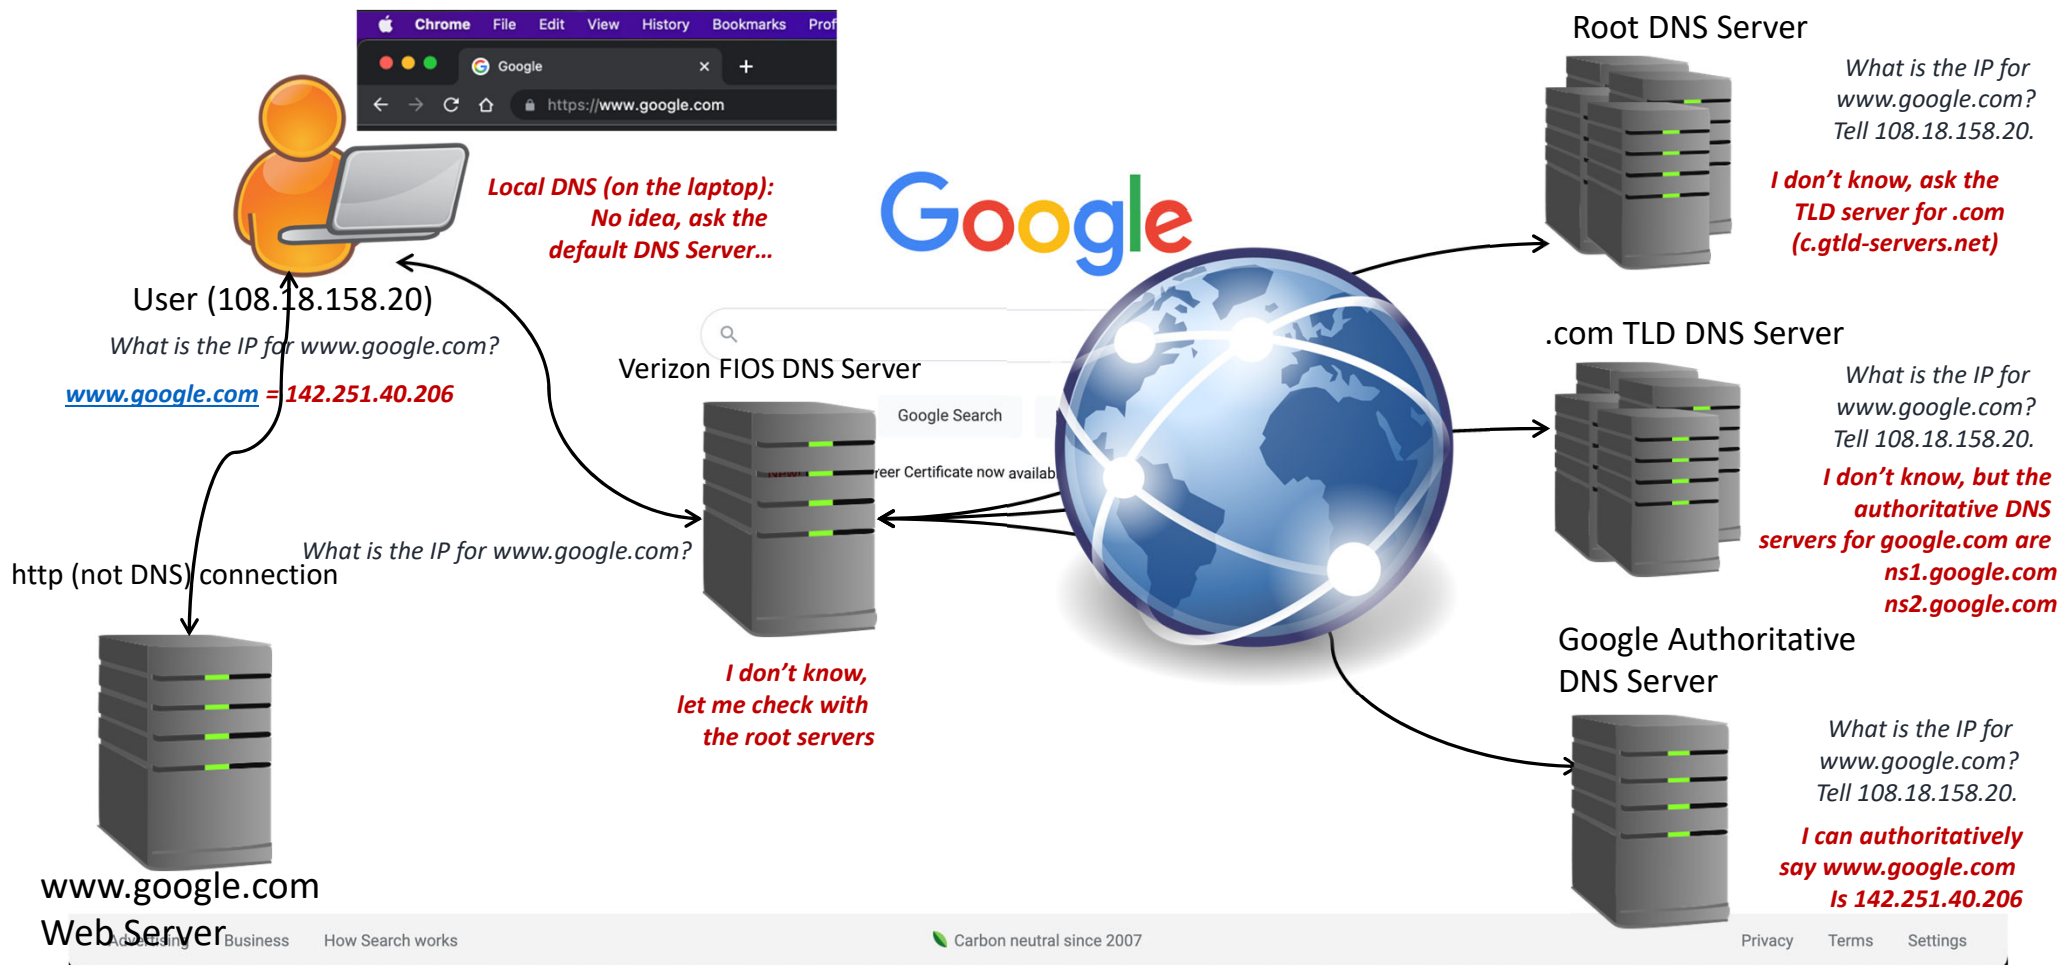 Chrome File Edit View History Bookmarks Prof
Google × +
https://www.google.com
Local DNS (on the laptop):
No idea, ask the
default DNS Server...
User (108.18.158.20)
What is the IP for www.google.com?
www.google.com = 142.251.40.206
http (not DNS) connection
www.google.com
Web Server
Google
Verizon FIOS DNS Server
Google Search
reer Certificate now availab
What is the IP for www.google.com?
I don't know,
let me check with
the root servers
Root DNS Server
What is the IP for
www.google.com?
Tell 108.18.158.20.
I don't know, ask the
TLD server for .com
(c.gtld-servers.net)
.com TLD DNS Server
What is the IP for
www.google.com?
Tell 108.18.158.20.
I don't know, but the
authoritative DNS
servers for google.com are
ns1.google.com
ns2.google.com
Google Authoritative
DNS Server
What is the IP for
www.google.com?
Tell 108.18.158.20.
I can authoritatively
say www.google.com
Is 142.251.40.206
Advertising Business How Search works
Carbon neutral since 2007
Privacy Terms Settings